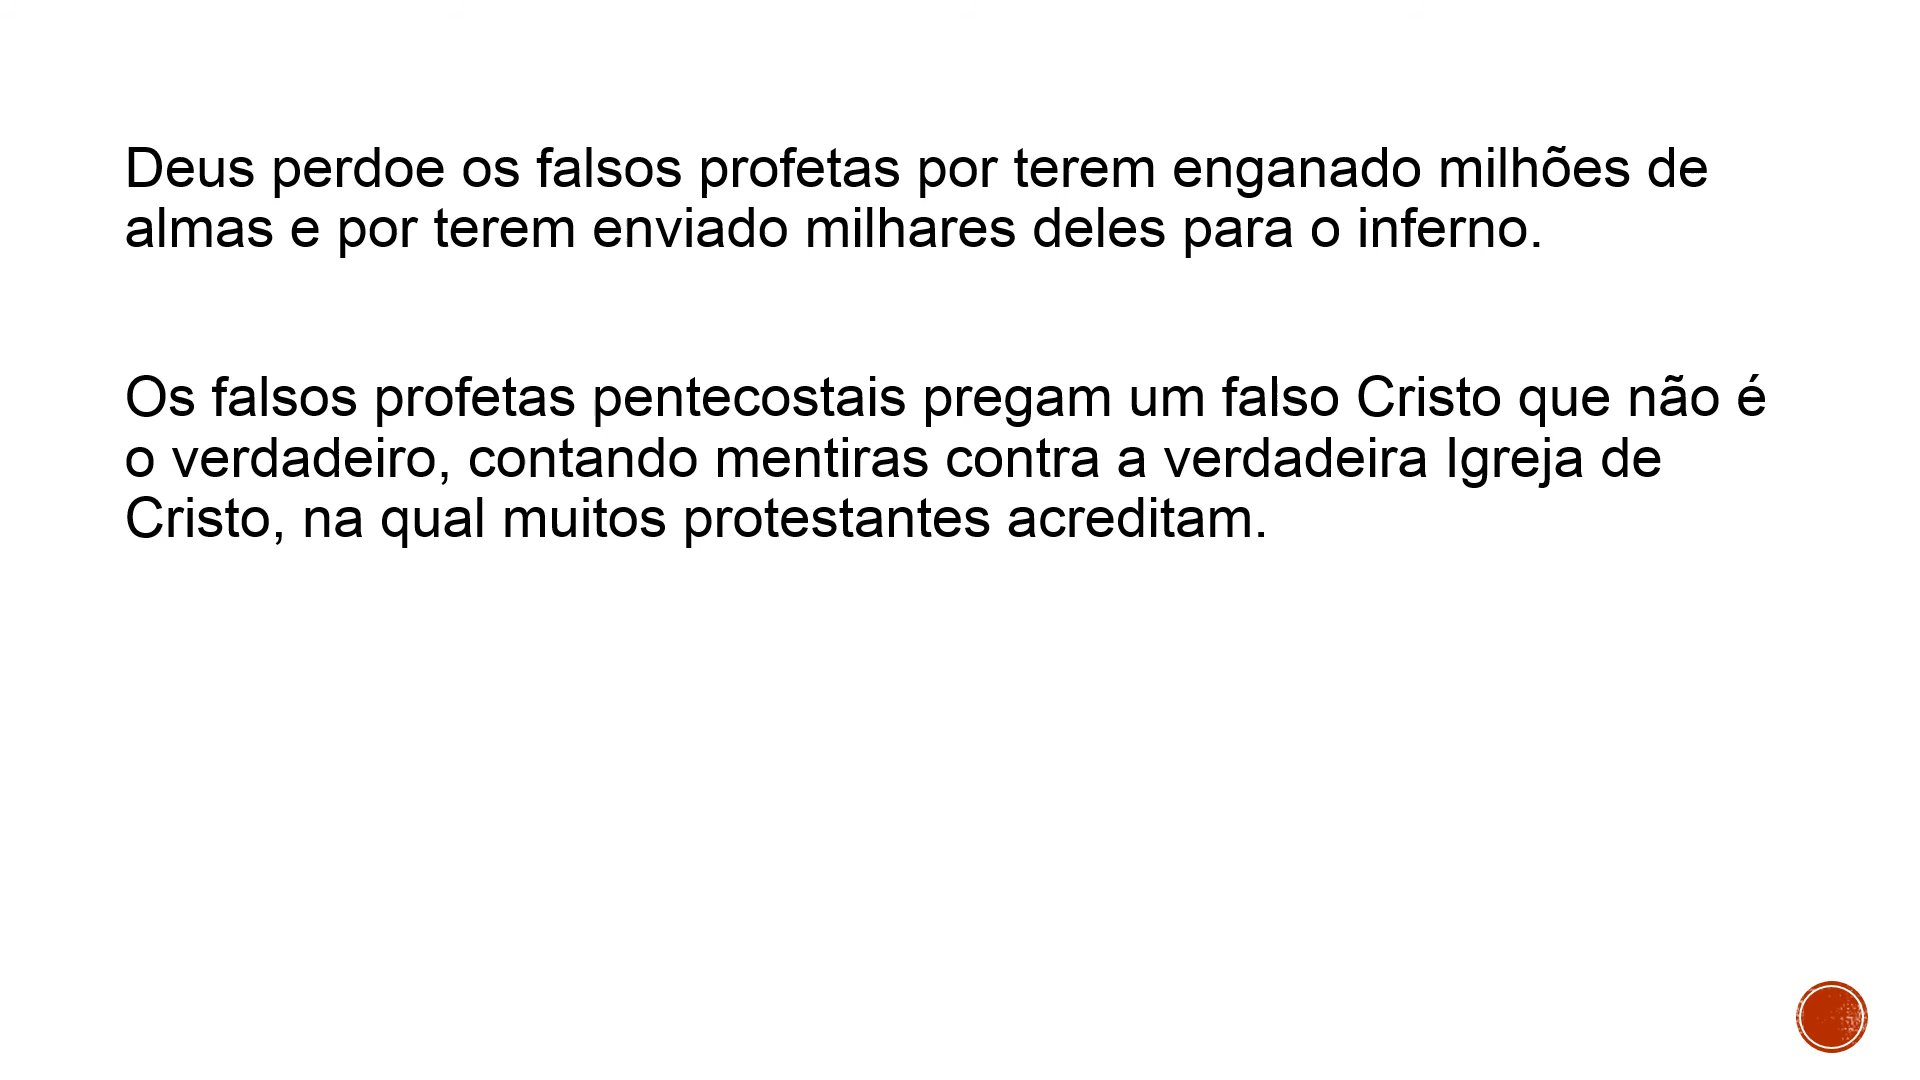 Deus perdoe os falsos profetas por terem enganado milhões de
almas e por terem enviado milhares deles para o inferno.
Os falsos profetas pentecostais pregam um falso Cristo que não é
o verdadeiro, contando mentiras contra a verdadeira Igreja de
Cristo, na qual muitos protestantes acreditam.